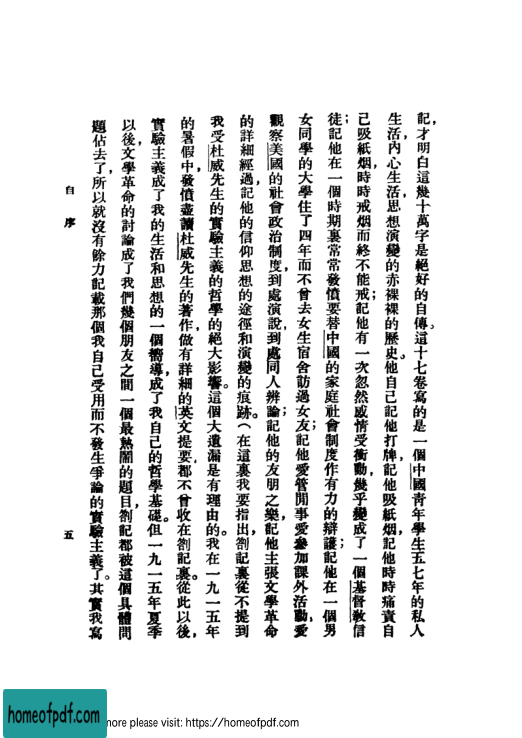 記，才明白這幾十萬字是絕好的自傳。這十七卷寫的是一個中國青年學生五七年的私人
生活，內心生活，思想演變的赤裸裸的歷史。他自己記他打牌，記他吸紙烟，記他時時痛責自
己吸紙烟，時時戒烟而終不能戒；記他有一次忽然感情受衝動，幾乎變成了一個基督教信
徒；記他在一個時期裏常常發憤要替中國的家庭社會制度作有力的辯護；記他在一個男
女同學的大學住了四年而不曾去女生宿舍訪過女友；記他愛管閒事，愛參加課外活動，愛
觀察美國的社會政治制度，到處演說，到處同人辨論；記他的友朋之樂，記他主張文學革命
的詳細經過，記他的信仰思想的途徑和演變的痕跡。（在這裏我要指出，劄記裏從不提到
我受杜威先生的實驗主義的哲學的絕大影響。這個大遺漏是有理由的。我在一九一五年
的暑假中，發憤盡讀杜威先生的著作，做有詳細的英文提要，都不曾收在劄記裏。從此以後，
實驗主義成了我的生活和思想的一個嚮導，成了我自己的哲學基礎。但一九一五年夏季
以後，文學革命的討論成了我們幾個朋友之間一個最熱鬧的題目，劄記都被這個具體問
題佔去了，所以就沒有餘力記載那個我自己受用而不發生爭論的實驗主義了。其實我寫
自序
五
homeofpdf.com
more please visit: https://homeofpdf.com